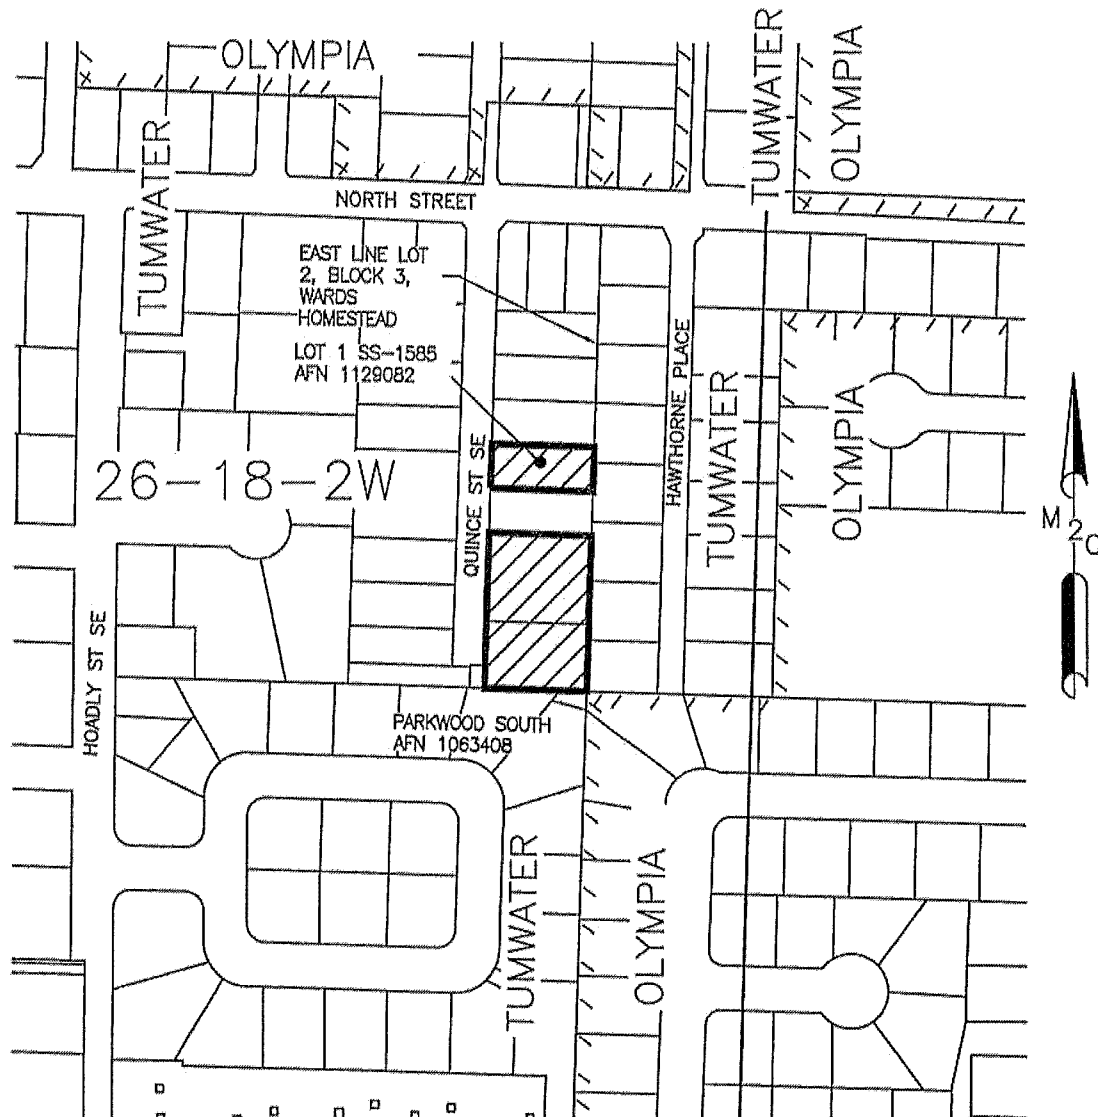 OLYMPIA
TUMWATER
OLYMPIA
TUMWATER
NORTH STREET
EAST LINE LOT
2, BLOCK 3,
WARDS
HOMESTEAD
LOT 1 SS-1585
AFN 1129082
HAWTHORNE PLACE
TUMWATER
OLYMPIA
26-18-2W
QUINCE ST SE
M2C
HOADLY ST SE
PARKWOOD SOUTH
AFN 1063408
TUMWATER
OLYMPIA